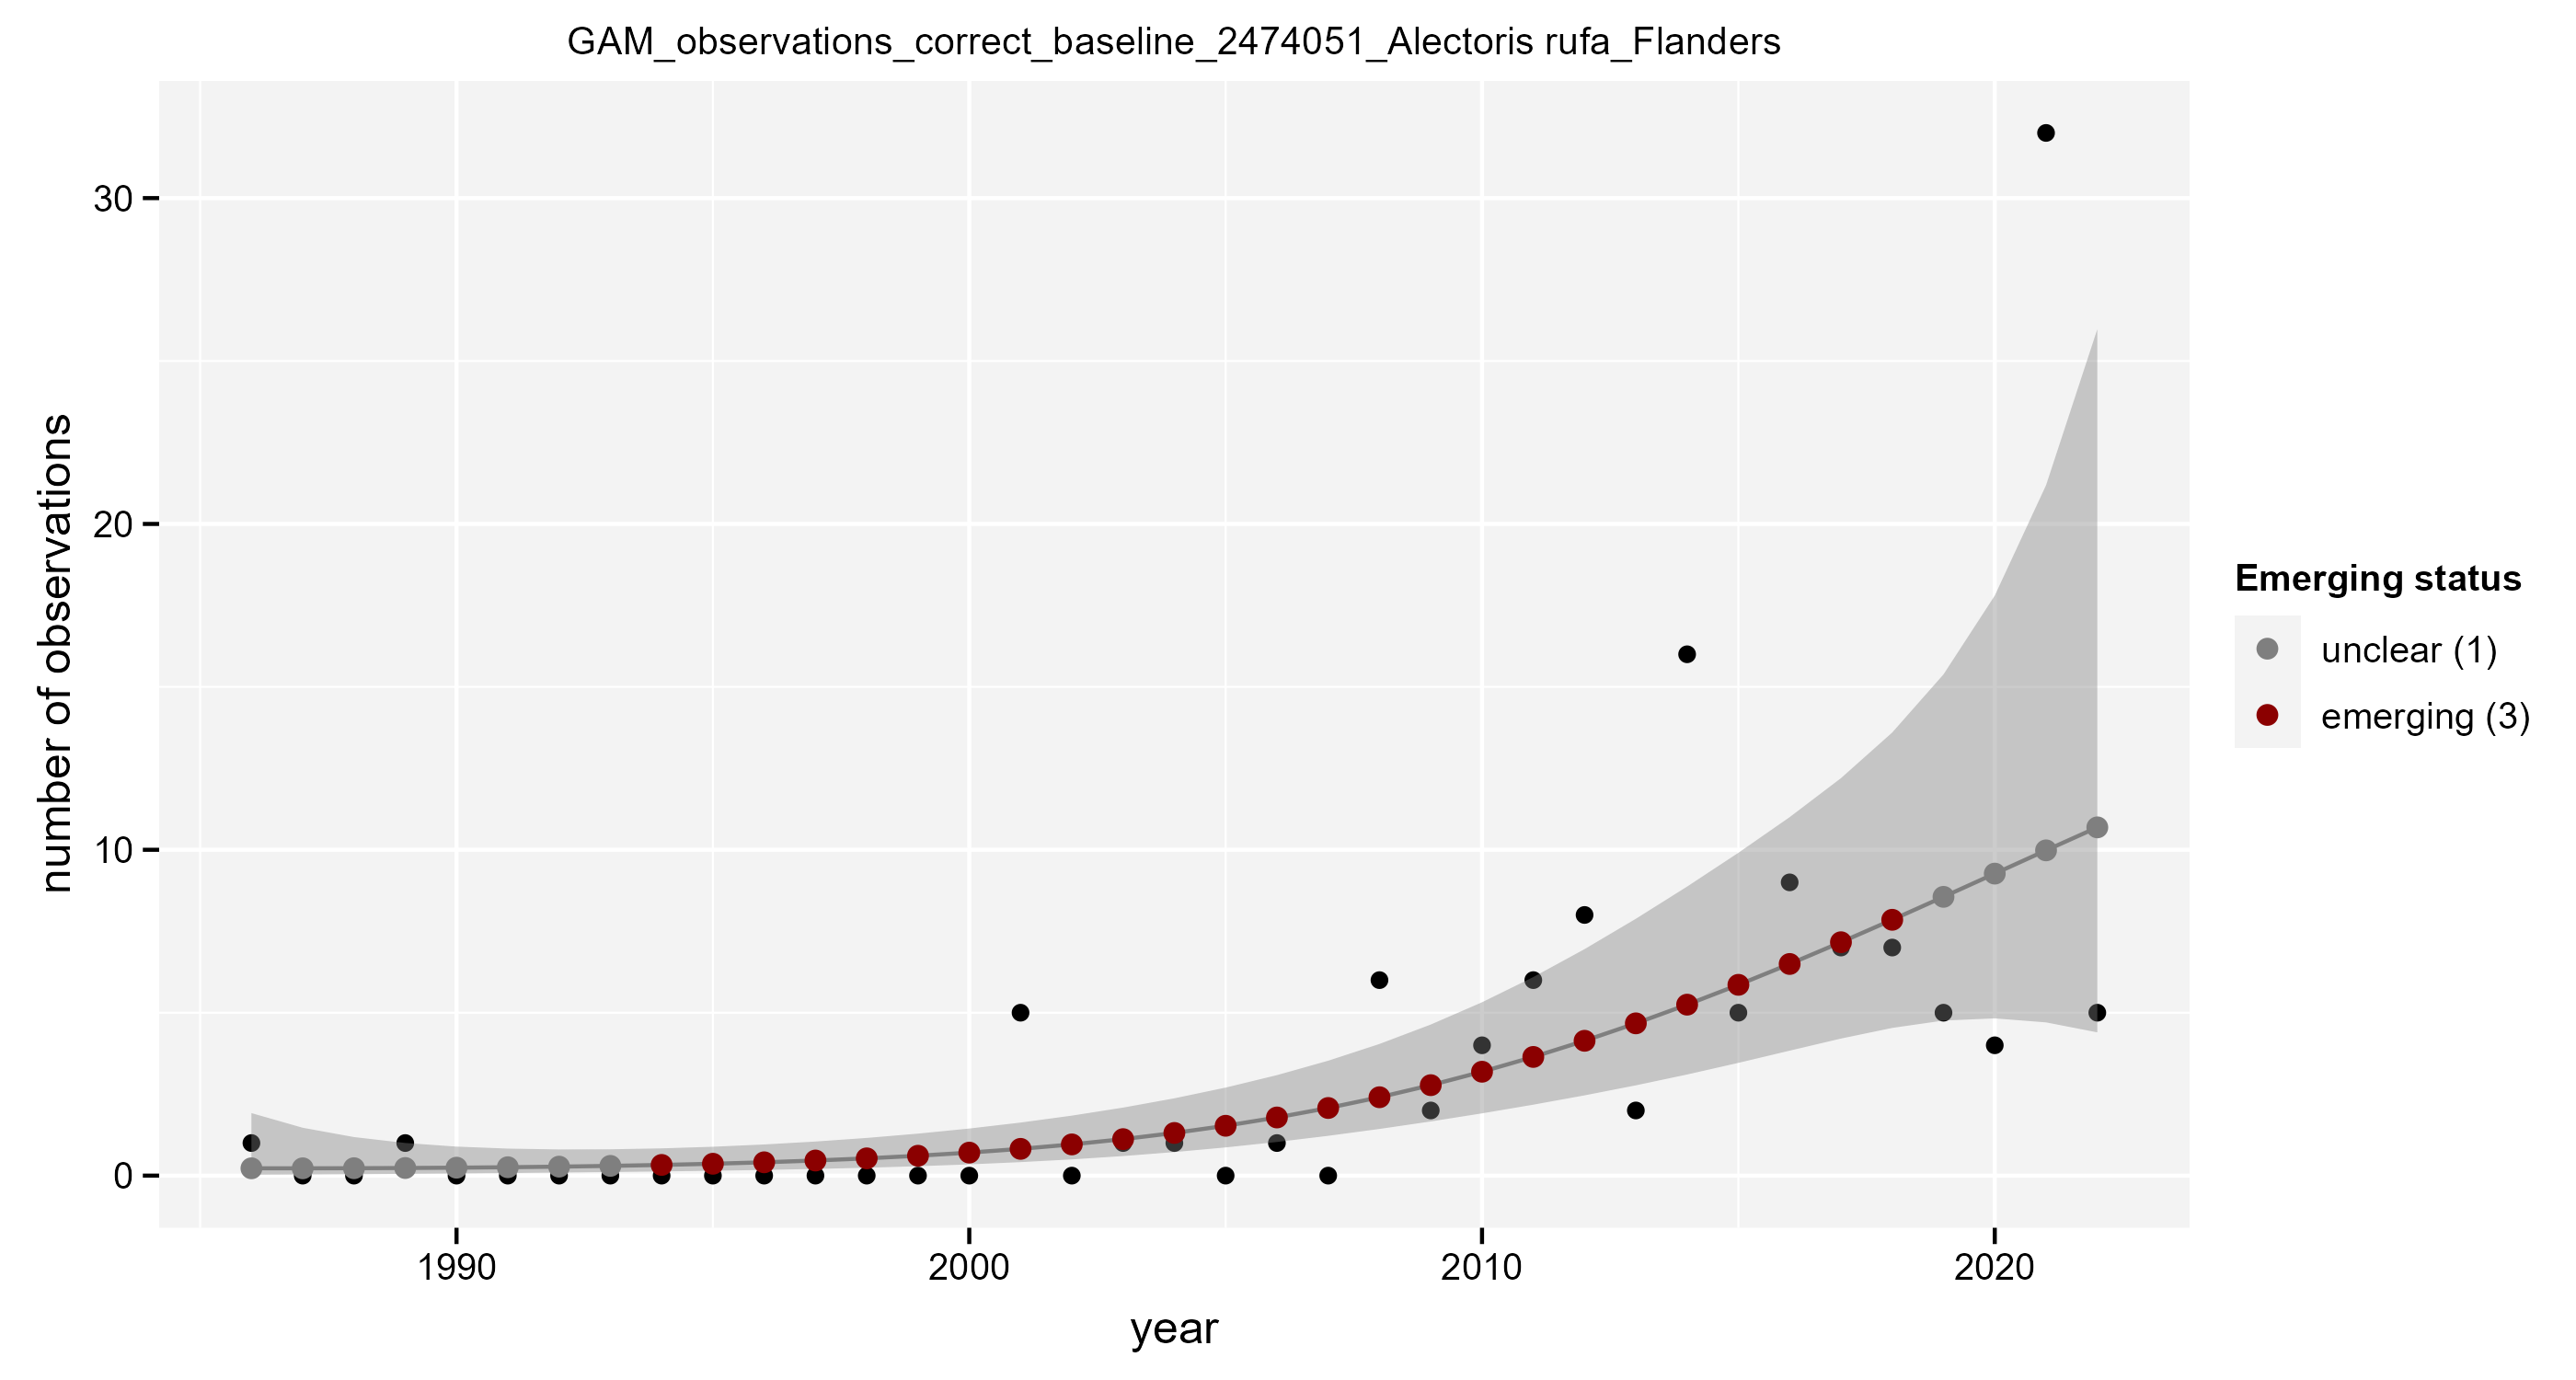 GAM_observations_correct_baseline_2474051_Alectoris rufa_Flanders
number of observations
30
20
10
0
1990
2000
2010
2020
year
Emerging status
unclear (1)
emerging (3)